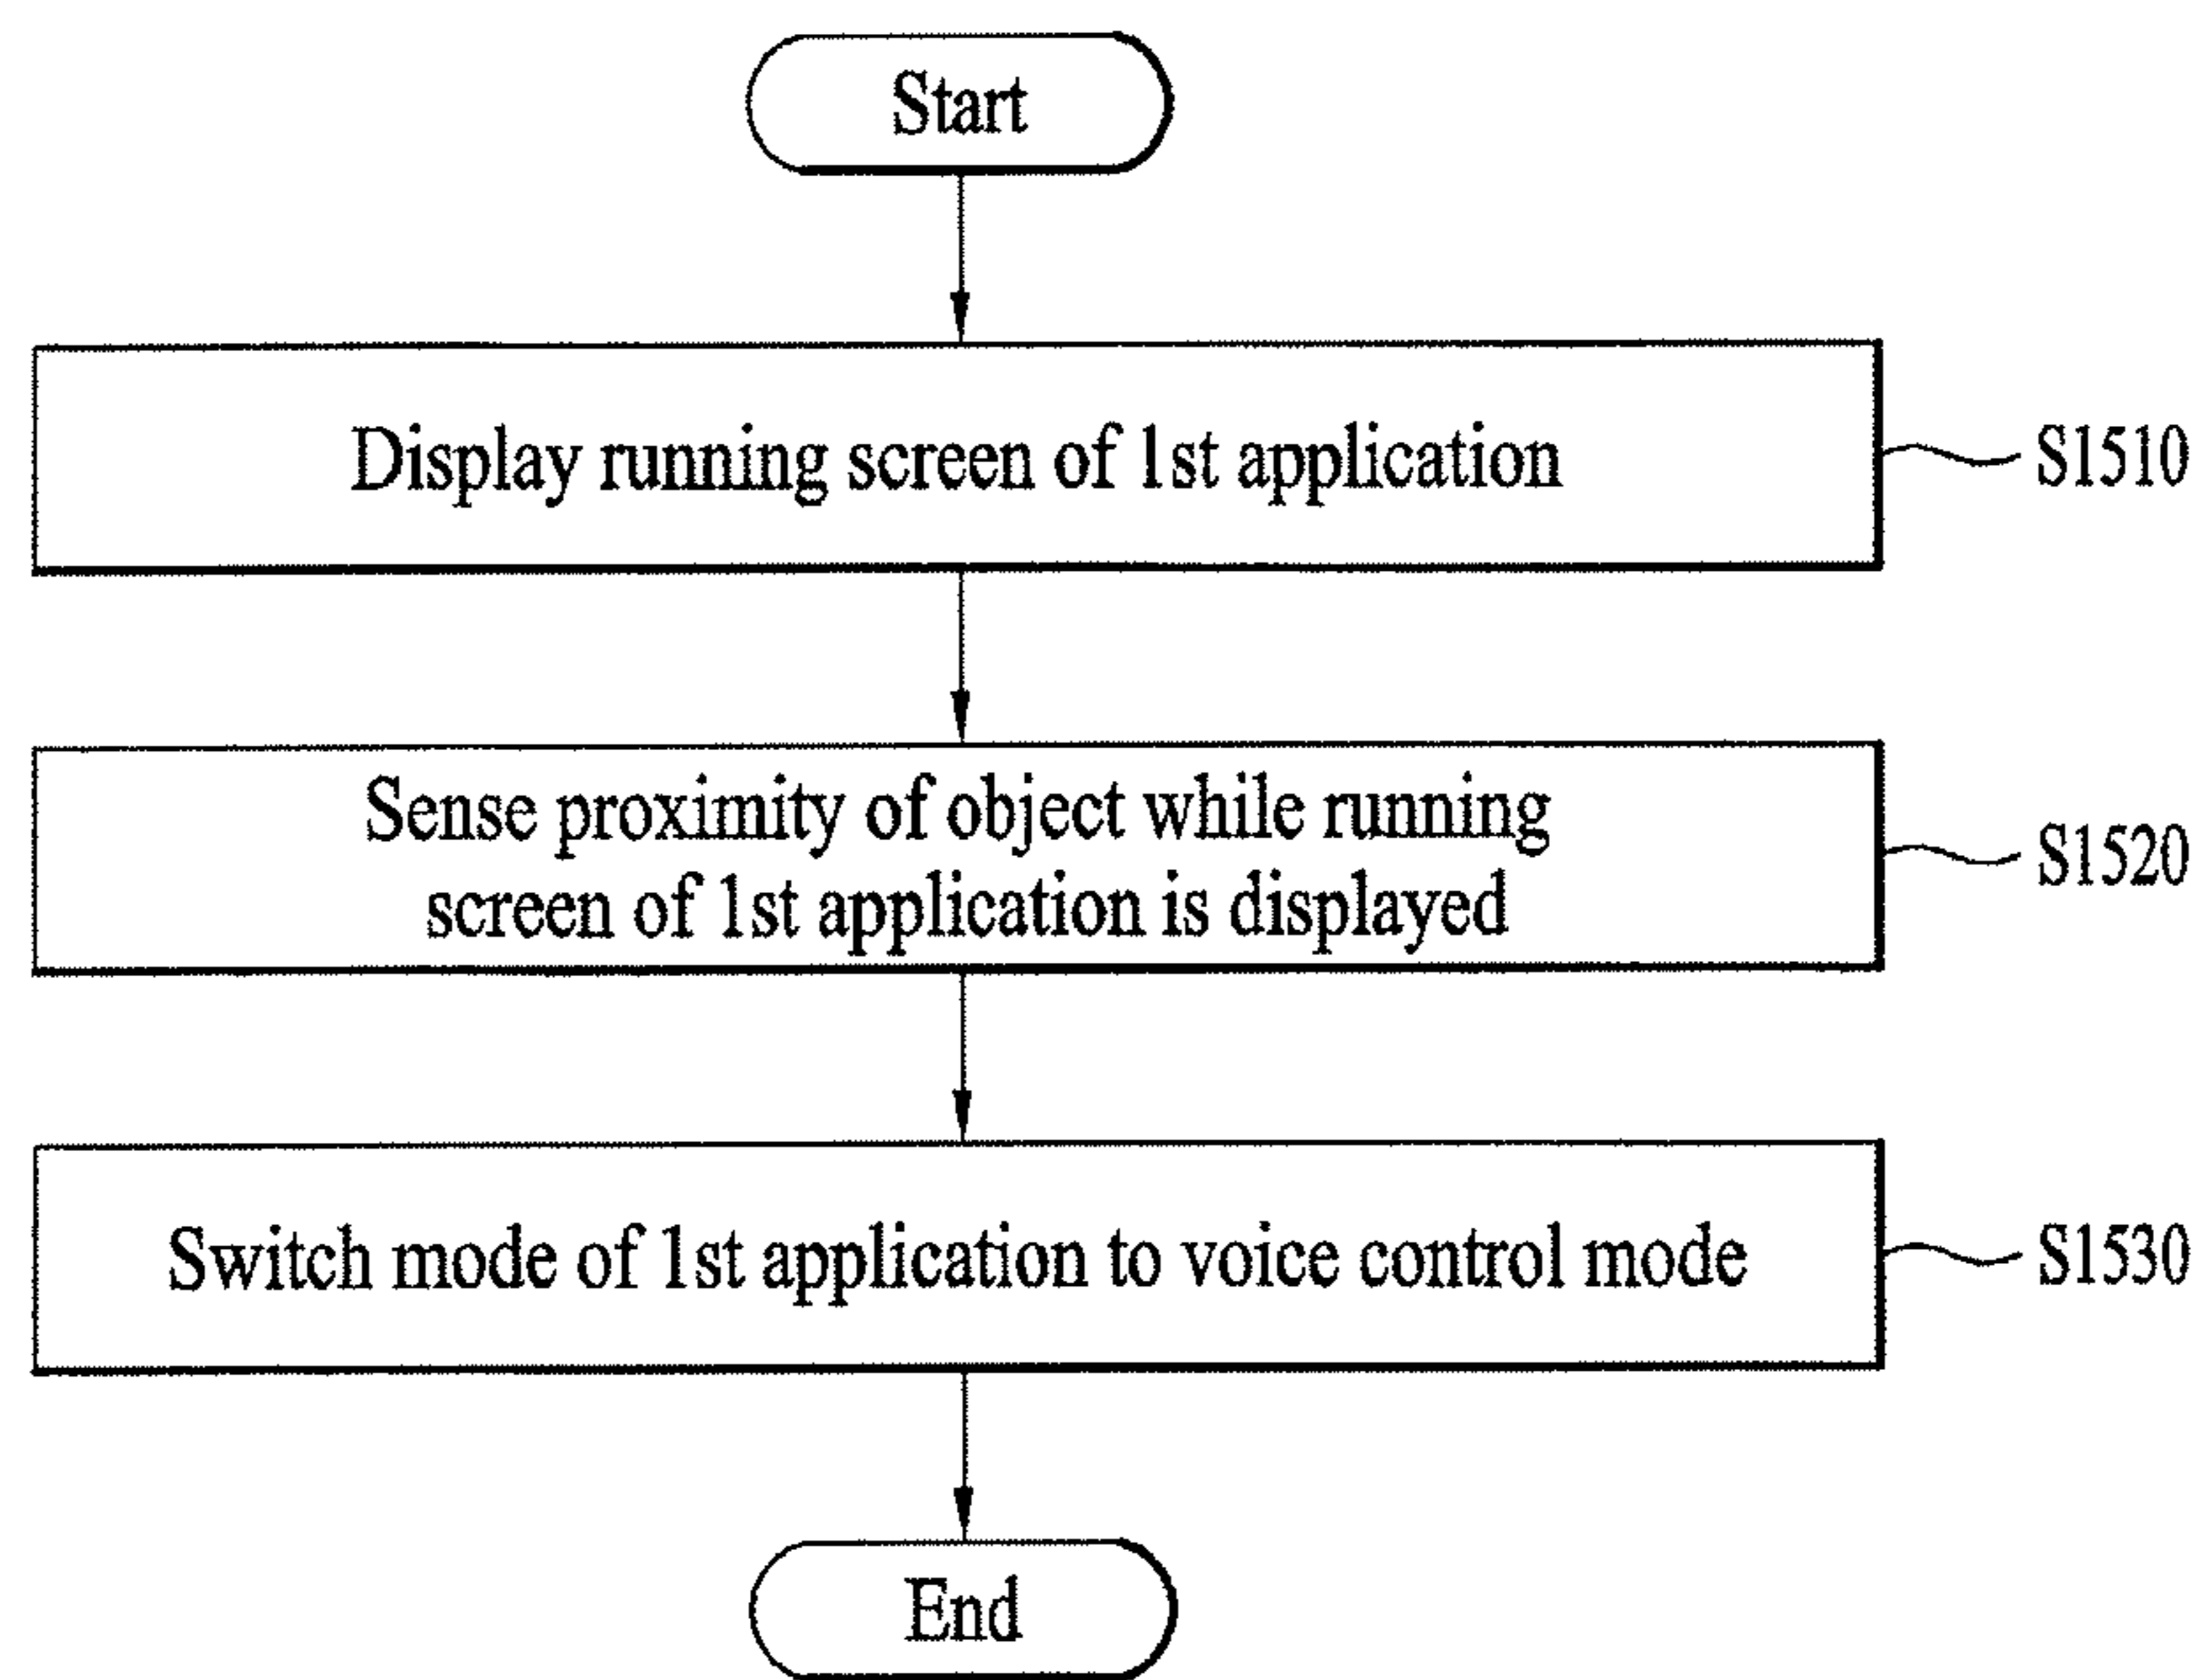 Start
Display running screen of 1st application
S1510
Sense proximity of object while running
screen of 1st application is displayed
S1520
Switch mode of 1st application to voice control mode
S1530
End